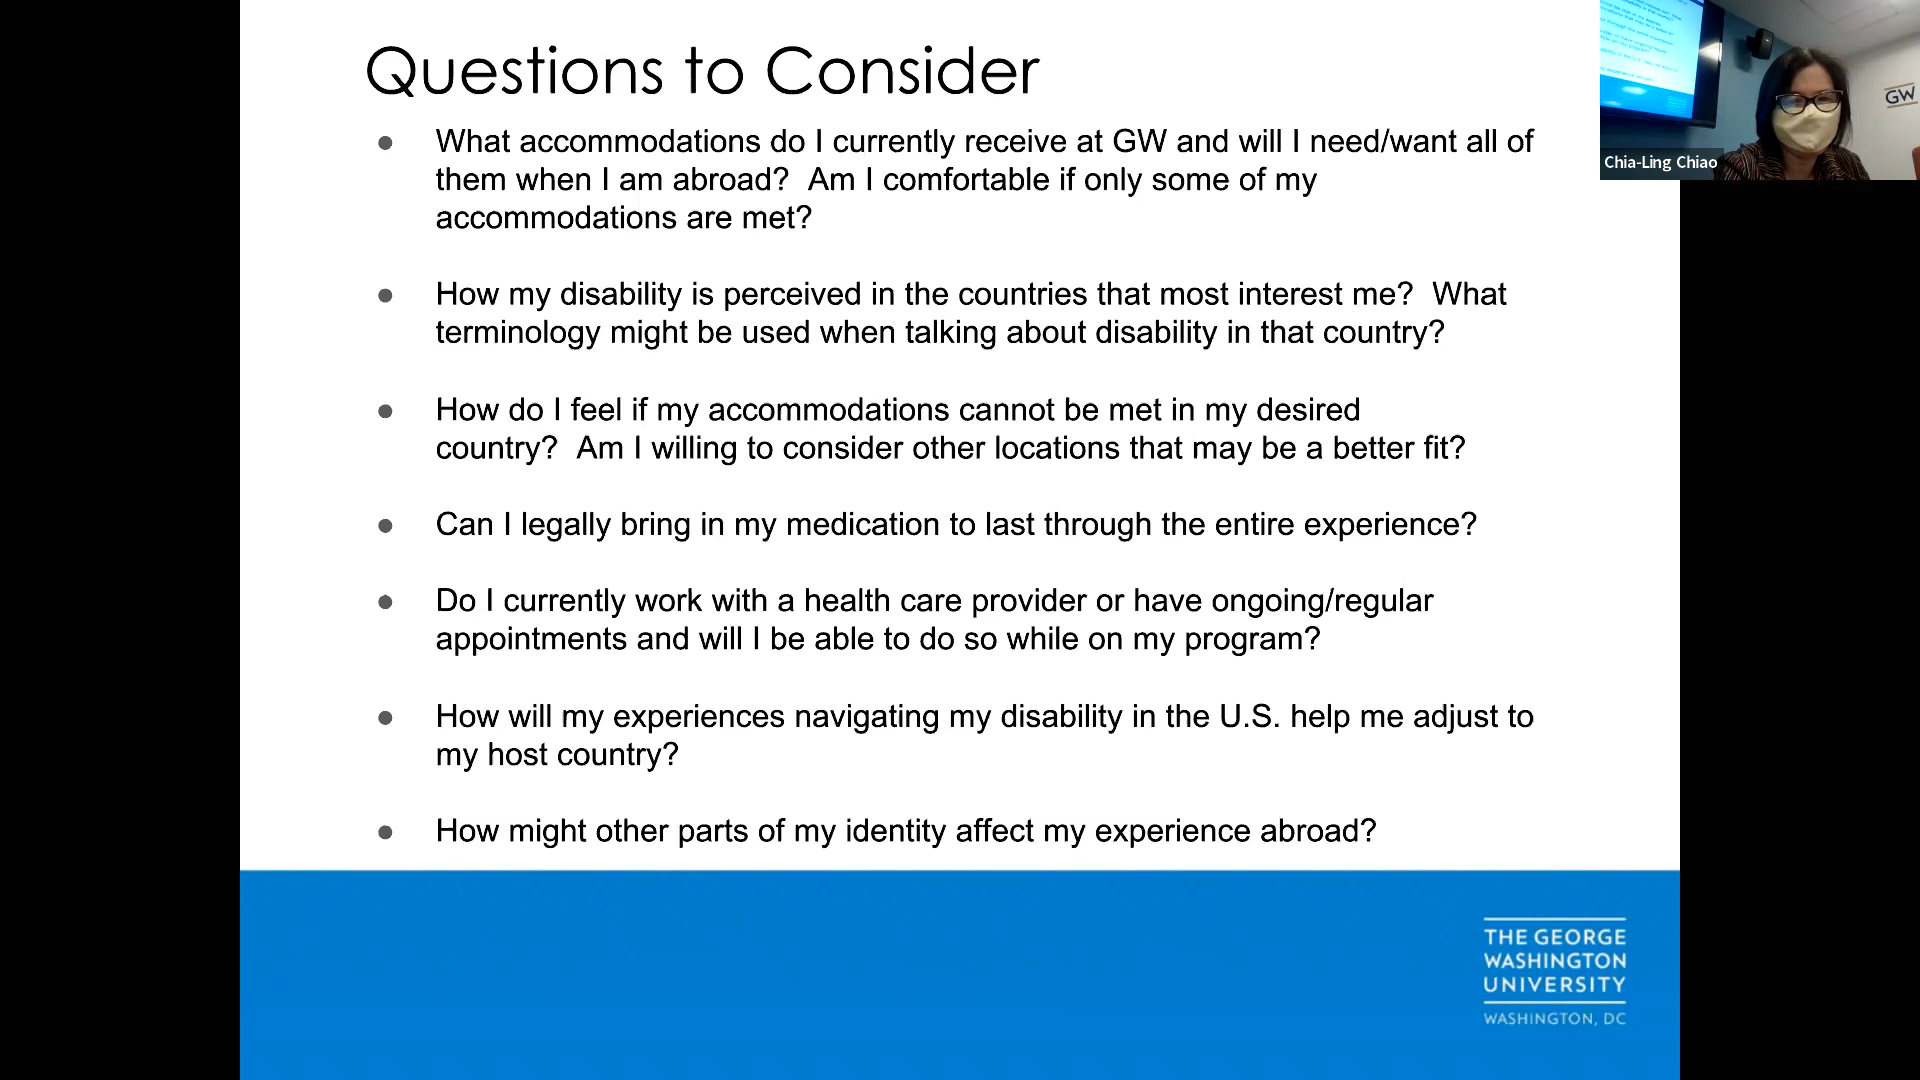 Questions to Consider
● What accommodations do I currently receive at GW and will I need/want all of
them when I am abroad?  Am I comfortable if only some of my
accommodations are met?
● How my disability is perceived in the countries that most interest me?  What
terminology might be used when talking about disability in that country?
● How do I feel if my accommodations cannot be met in my desired
country?  Am I willing to consider other locations that may be a better fit?
● Can I legally bring in my medication to last through the entire experience?
● Do I currently work with a health care provider or have ongoing/regular
appointments and will I be able to do so while on my program?
● How will my experiences navigating my disability in the U.S. help me adjust to
my host country?
● How might other parts of my identity affect my experience abroad?
THE GEORGE
WASHINGTON
UNIVERSITY
WASHINGTON, DC
GW
Chia-Ling Chiao